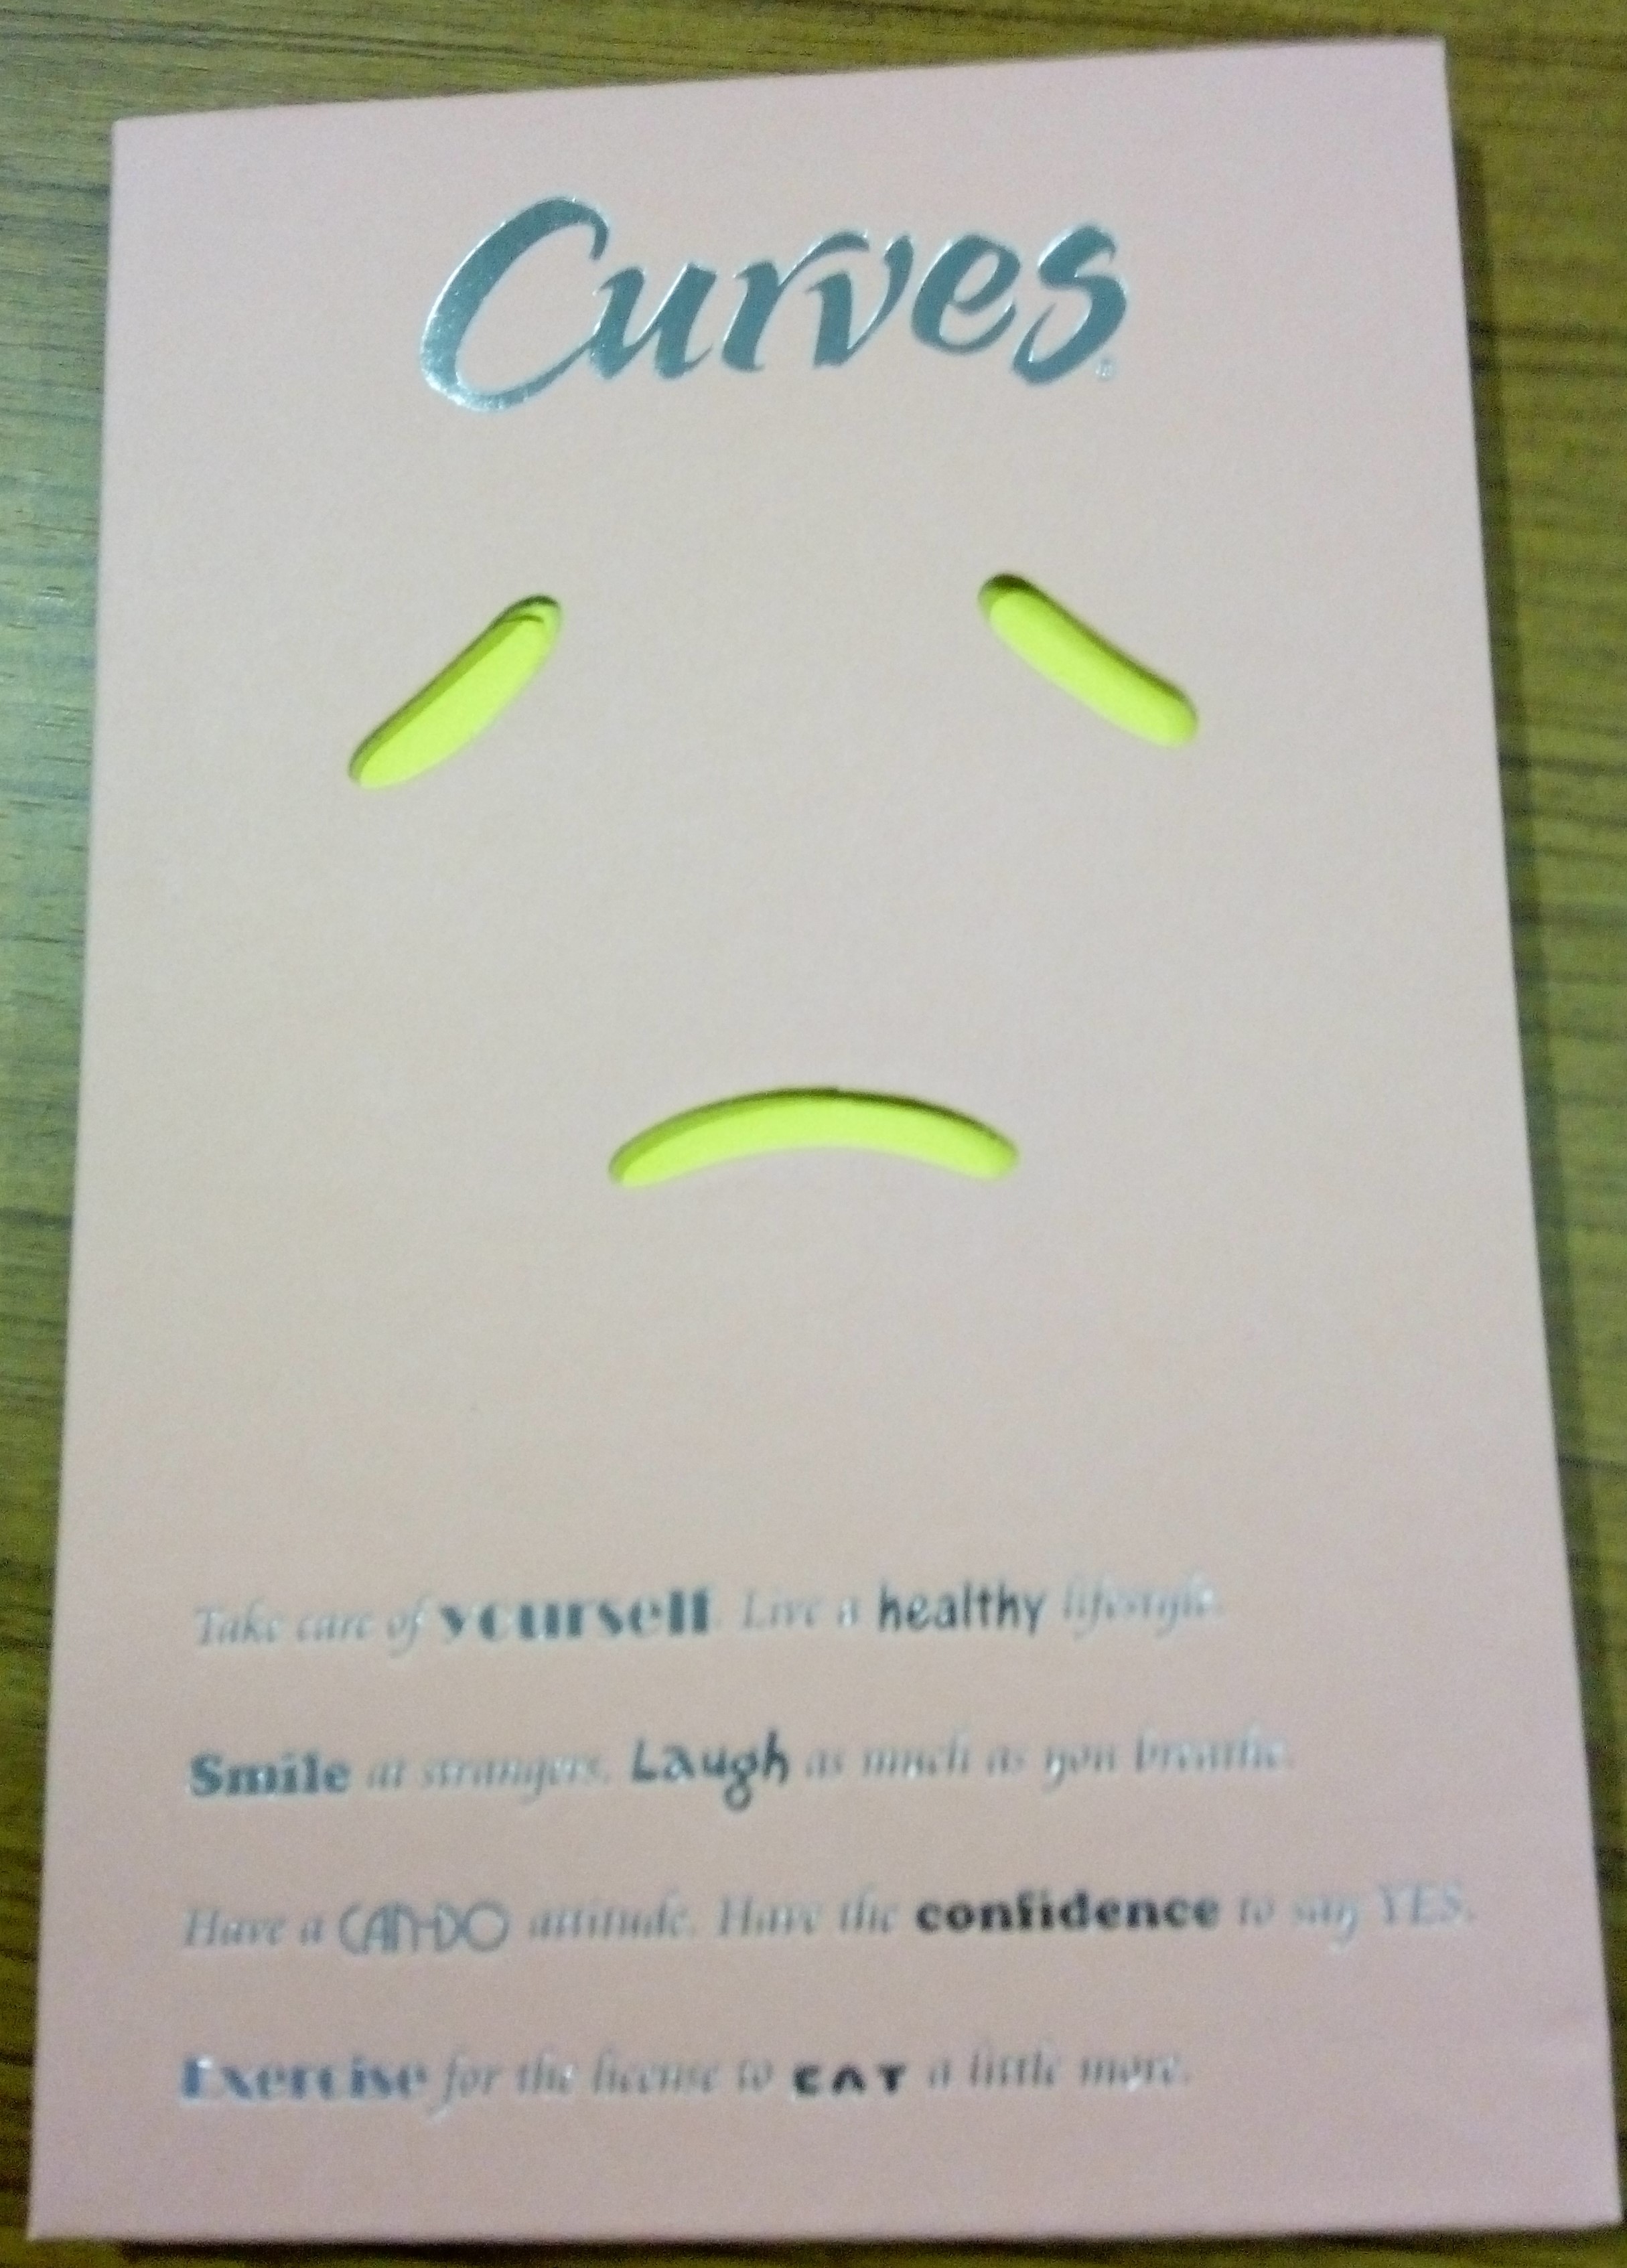 Curves®
Take care of yourself. Live a healthy lifestyle.
Smile at strangers. Laugh as much as you breathe.
Have a CAN-DO attitude. Have the confidence to say YES.
Exercise for the license to EAT a little more.